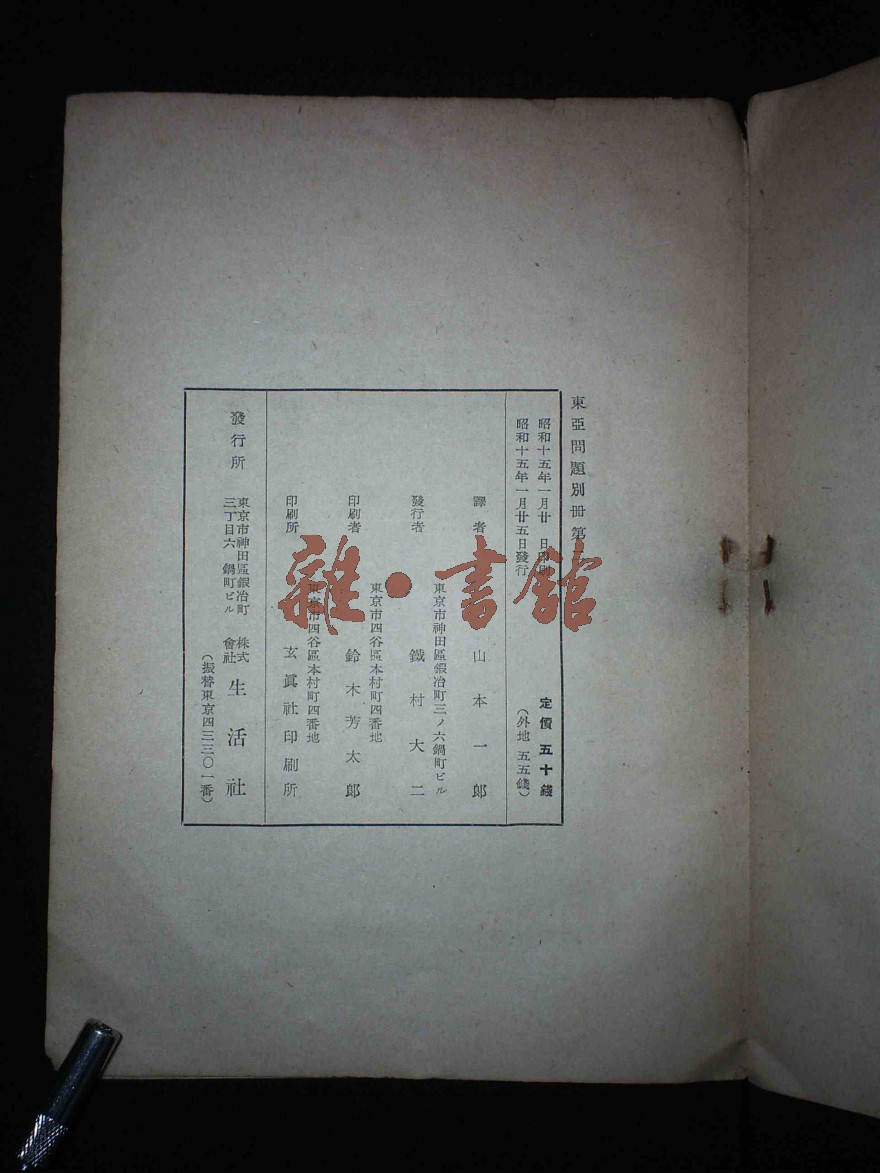 東亞問題別冊第
昭和十五年一月廿 日印刷
定價 五十錢
昭和十五年一月廿五日發行
(外地 五五錢)
譯者 山本一郎
東京市神田區鍛冶町三ノ六鍋町ビル
發行者 鐵村大二
東京市四谷區本村町四番地
印刷者 鈴木芳太郎
東京市四谷區本村町四番地
印刷所 玄眞社印刷所
發行所 東京市神田區鍛冶町
三丁目六 鍋町ビル
株式會社 生活社
(振替東京四三三〇一番)
雜·書館